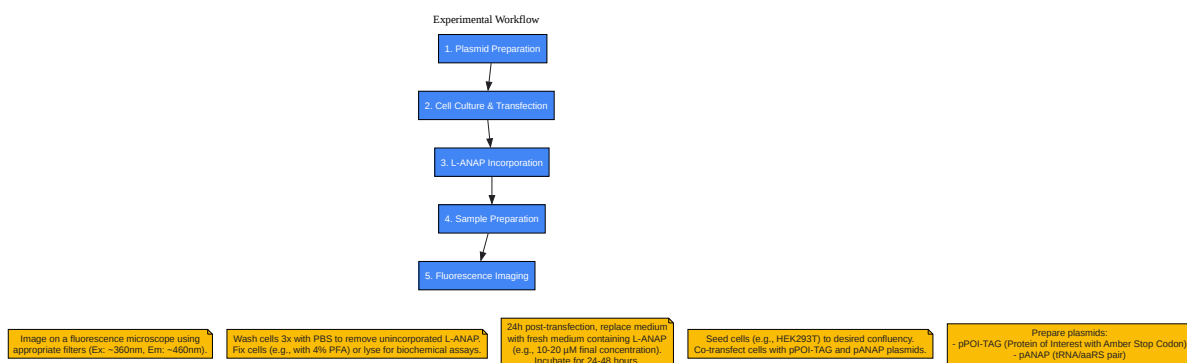 Experimental Workflow
1. Plasmid Preparation
2. Cell Culture & Transfection
3. L-ANAP Incorporation
4. Sample Preparation
5. Fluorescence Imaging
Image on a fluorescence microscope using
appropriate filters (Ex: ~360nm, Em: ~460nm).
Wash cells 3x with PBS to remove unincorporated L-ANAP.
Fix cells (e.g., with 4% PFA) or lyse for biochemical assays.
24h post-transfection, replace medium
with fresh medium containing L-ANAP
(e.g., 10-20 µM final concentration).
Incubate for 24-48 hours.
Seed cells (e.g., HEK293T) to desired confluency.
Co-transfect cells with pPOI-TAG and pANAP plasmids.
Prepare plasmids:
- pPOI-TAG (Protein of Interest with Amber Stop Codon)
- pANAP (tRNA/aaRS pair)